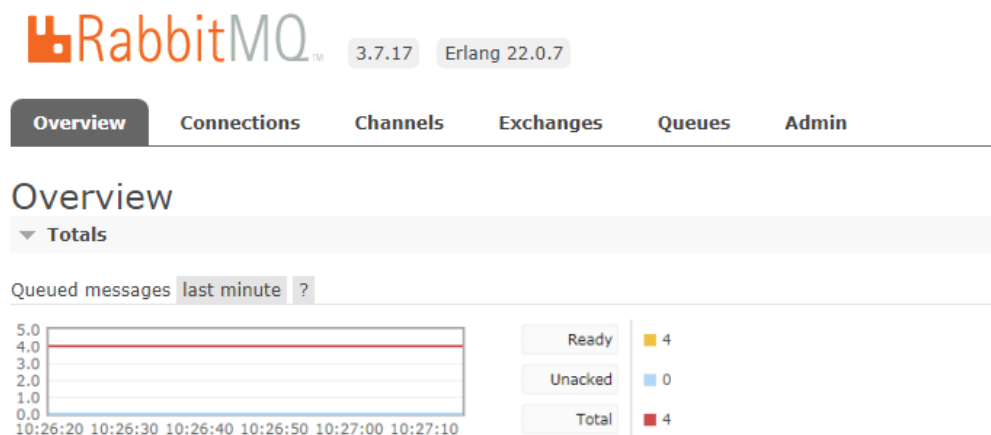 RabbitMQ TM 3.7.17 Erlang 22.0.7
Overview Connections Channels Exchanges Queues Admin
Overview
Totals
Queued messages last minute ?
5.0
4.0
3.0
2.0
1.0
0.0
10:26:20 10:26:30 10:26:40 10:26:50 10:27:00 10:27:10
Ready 4
Unacked 0
Total 4